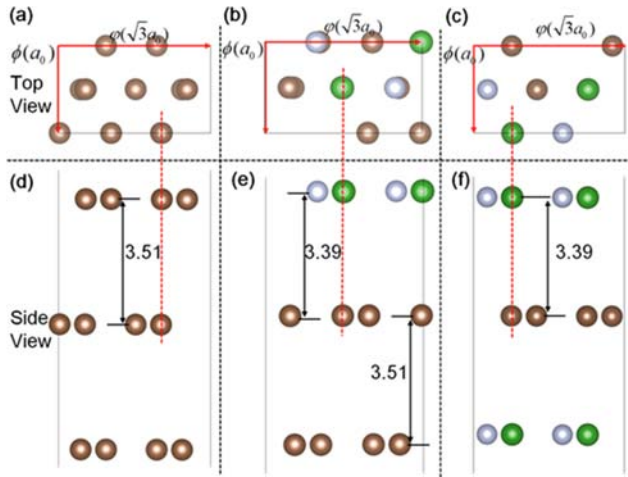 (a) φ(√3a₀)
ϕ(a₀)
Top
View
(b) φ(√3a₀)
ϕ(a₀)
(c) φ(√3a₀)
ϕ(a₀)
(d)
3.51
Side
View
(e)
3.39
3.51
(f)
3.39